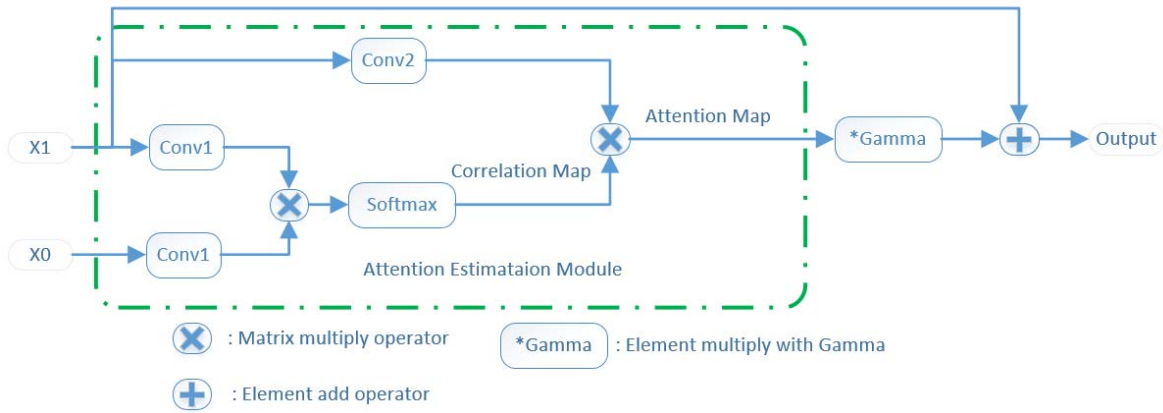 Conv2
Attention Map
X1
Conv1
*Gamma
Output
Correlation Map
Softmax
X0
Conv1
Attention Estimataion Module
: Matrix multiply operator
*Gamma : Element multiply with Gamma
: Element add operator